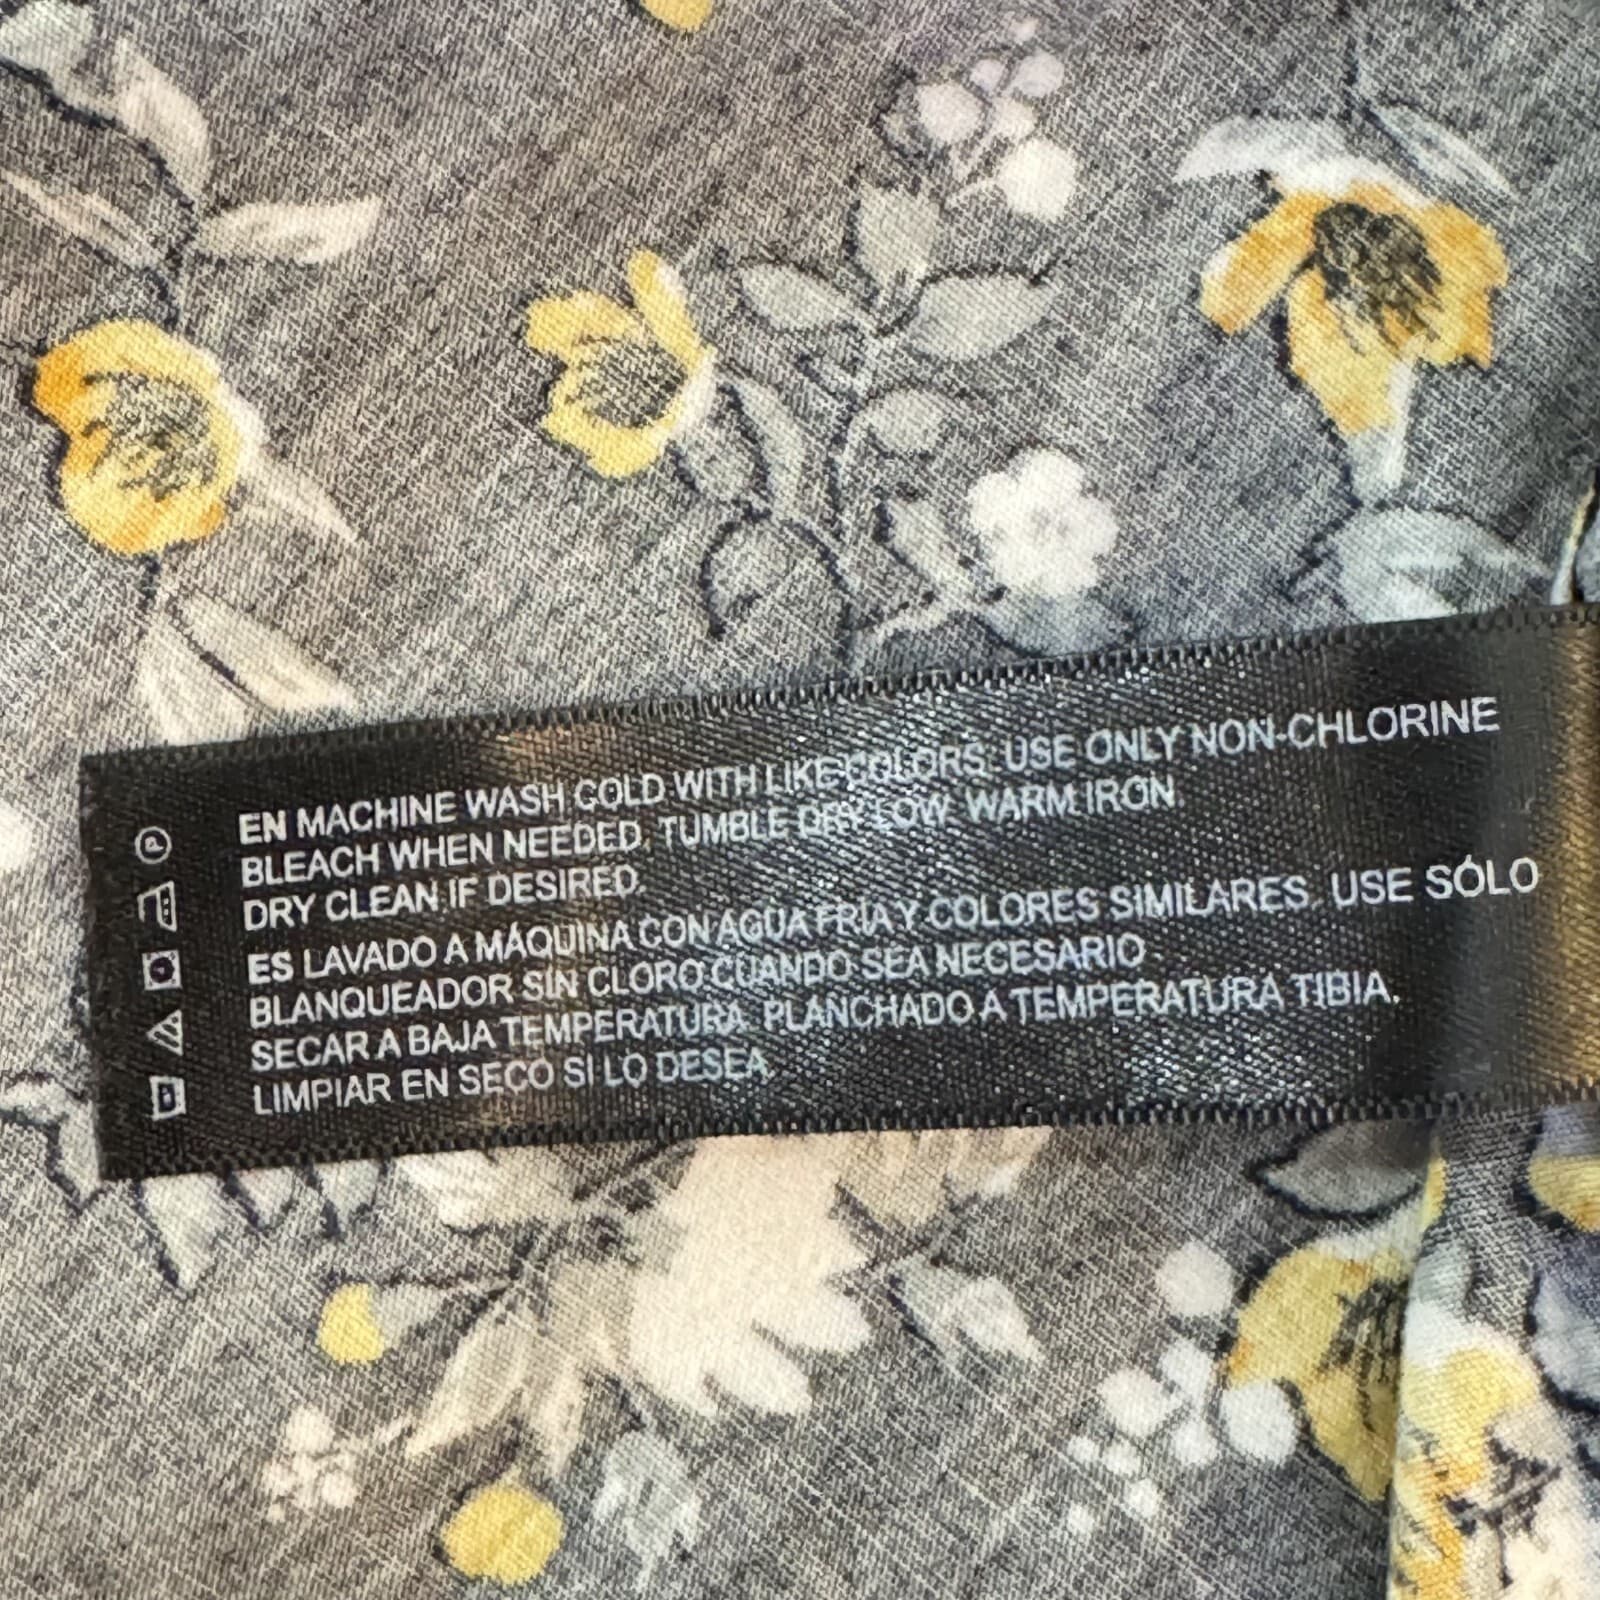 EN MACHINE WASH COLD WITH LIKE COLORS. USE ONLY NON-CHLORINE
BLEACH WHEN NEEDED. TUMBLE DRY LOW. WARM IRON.
DRY CLEAN IF DESIRED.
ES LAVADO A MÁQUINA CON AGUA FRÍA Y COLORES SIMILARES. USE SÓLO
BLANQUEADOR SIN CLORO CUANDO SEA NECESARIO.
SECAR A BAJA TEMPERATURA. PLANCHADO A TEMPERATURA TIBIA.
LIMPIAR EN SECO SI LO DESEA.